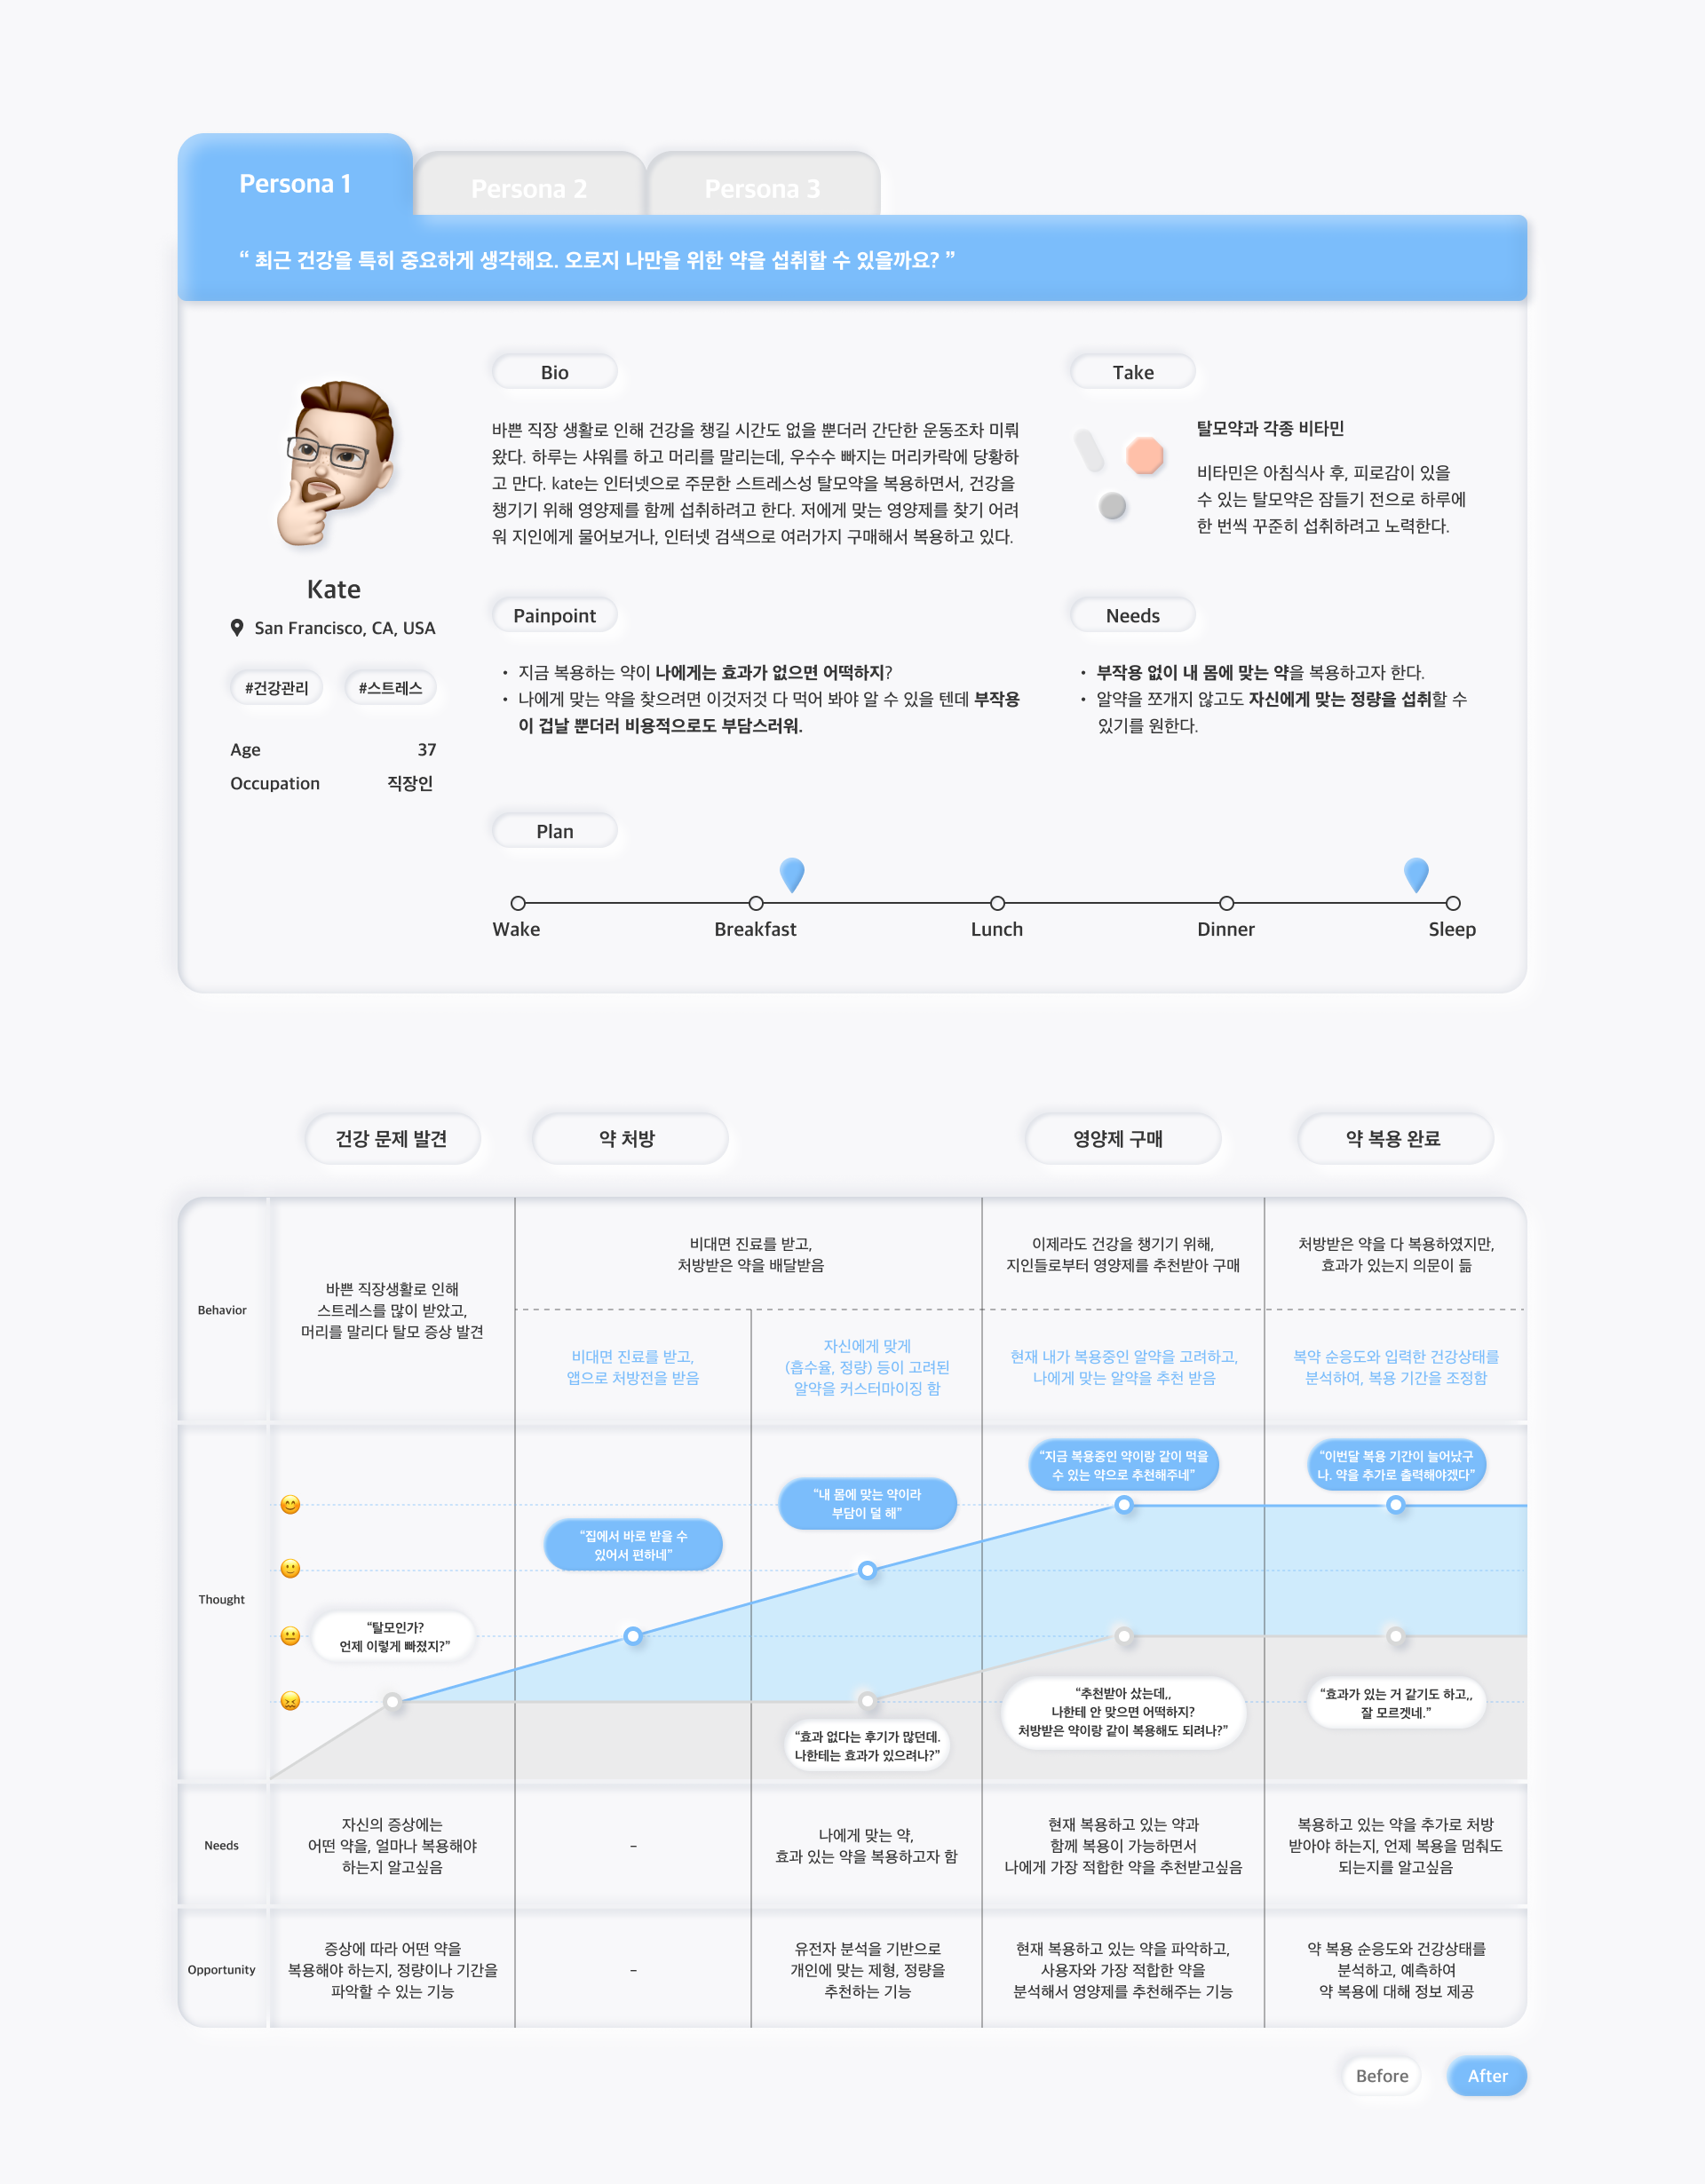 Persona 1
Persona 2
Persona 3
“ 최근 건강을 특히 중요하게 생각해요. 오로지 나만을 위한 약을 섭취할 수 있을까요? ”
Kate
San Francisco, CA, USA
#건강관리
#스트레스
Age 37
Occupation 직장인
Bio
바쁜 직장 생활로 인해 건강을 챙길 시간도 없을 뿐더러 간단한 운동조차 미뤄
왔다. 하루는 샤워를 하고 머리를 말리는데, 우수수 빠지는 머리카락에 당황하
고 만다. kate는 인터넷으로 주문한 스트레스성 탈모약을 복용하면서, 건강을
챙기기 위해 영양제를 함께 섭취하려고 한다. 저에게 맞는 영양제를 찾기 어려
워 지인에게 물어보거나, 인터넷 검색으로 여러가지 구매해서 복용하고 있다.
Take
탈모약과 각종 비타민
비타민은 아침식사 후, 피로감이 있을
수 있는 탈모약은 잠들기 전으로 하루에
한 번씩 꾸준히 섭취하려고 노력한다.
Painpoint
• 지금 복용하는 약이 나에게는 효과가 없으면 어떡하지?
• 나에게 맞는 약을 찾으려면 이것저것 다 먹어 봐야 알 수 있을 텐데 부작용
이 겁날 뿐더러 비용적으로도 부담스러워.
Needs
• 부작용 없이 내 몸에 맞는 약을 복용하고자 한다.
• 알약을 쪼개지 않고도 자신에게 맞는 정량을 섭취할 수
있기를 원한다.
Plan
Wake
Breakfast
Lunch
Dinner
Sleep
건강 문제 발견
약 처방
영양제 구매
약 복용 완료
Behavior
바쁜 직장생활로 인해
스트레스를 많이 받았고,
머리를 말리다 탈모 증상 발견
비대면 진료를 받고,
처방받은 약을 배달받음
이제라도 건강을 챙기기 위해,
지인들로부터 영양제를 추천받아 구매
처방받은 약을 다 복용하였지만,
효과가 있는지 의문이 듦
비대면 진료를 받고,
앱으로 처방전을 받음
자신에게 맞게
(흡수율, 정량) 등이 고려된
알약을 커스터마이징 함
현재 내가 복용중인 알약을 고려하고,
나에게 맞는 알약을 추천 받음
복약 순응도와 입력한 건강상태를
분석하여, 복용 기간을 조정함
Thought
“탈모인가?
언제 이렇게 빠졌지?”
“집에서 바로 받을 수
있어서 편하네”
“내 몸에 맞는 약이라
부담이 덜 해”
“지금 복용중인 약이랑 같이 먹을
수 있는 약으로 추천해주네”
“이번달 복용 기간이 늘어났구
나. 약을 추가로 출력해야겠다”
“효과 없다는 후기가 많던데.
나한테는 효과가 있으려나?”
“추천받아 샀는데,,
나한테 안 맞으면 어떡하지?
처방받은 약이랑 같이 복용해도 되려나?”
“효과가 있는 거 같기도 하고,,
잘 모르겟네.”
Needs
자신의 증상에는
어떤 약을, 얼마나 복용해야
하는지 알고싶음
-
나에게 맞는 약,
효과 있는 약을 복용하고자 함
현재 복용하고 있는 약과
함께 복용이 가능하면서
나에게 가장 적합한 약을 추천받고싶음
복용하고 있는 약을 추가로 처방
받아야 하는지, 언제 복용을 멈춰도
되는지를 알고싶음
Opportunity
증상에 따라 어떤 약을
복용해야 하는지, 정량이나 기간을
파악할 수 있는 기능
-
유전자 분석을 기반으로
개인에 맞는 제형, 정량을
추천하는 기능
현재 복용하고 있는 약을 파악하고,
사용자와 가장 적합한 약을
분석해서 영양제를 추천해주는 기능
약 복용 순응도와 건강상태를
분석하고, 예측하여
약 복용에 대해 정보 제공
Before
After